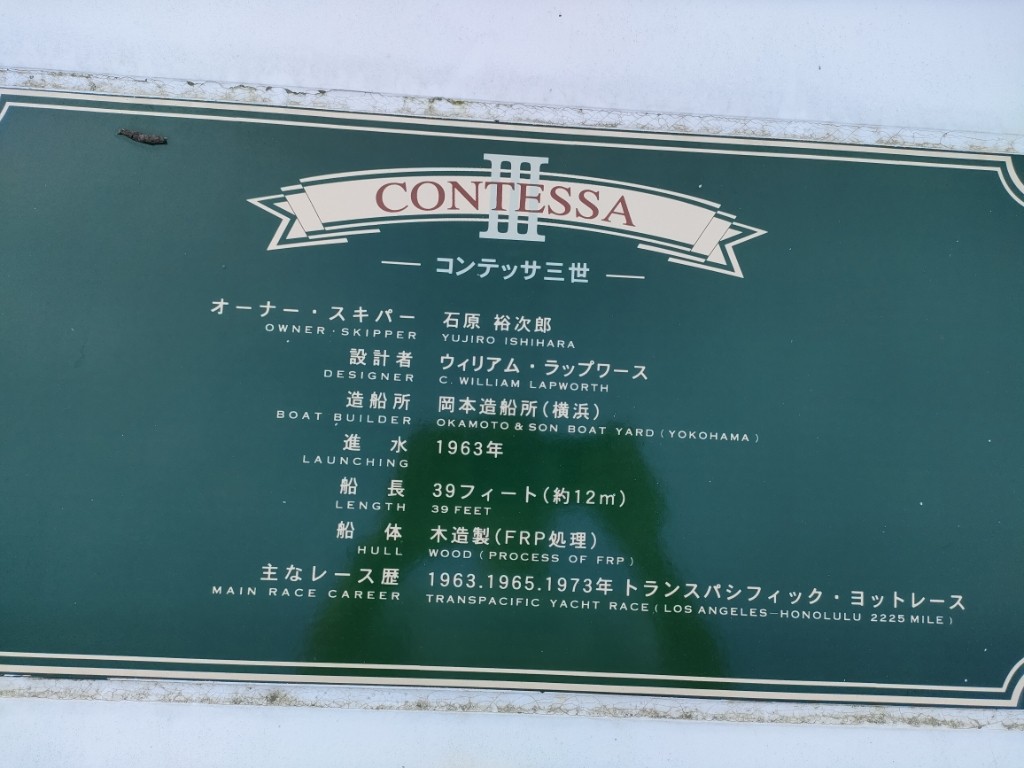 CONTESSA
III
コンテッサ三世
オーナー・スキパー 石原 裕次郎
OWNER・SKIPPER YUJIRO ISHIHARA
設計者 ウィリアム・ラップワース
DESIGNER C. WILLIAM LAPWORTH
造船所 岡本造船所(横浜)
BOAT BUILDER OKAMOTO & SON BOAT YARD (YOKOHAMA)
進水 1963年
LAUNCHING
船長 39フィート(約12㎡)
LENGTH 39 FEET
船体 木造製(FRP処理)
HULL WOOD (PROCESS OF FRP)
主なレース歴 1963.1965.1973年 トランスパシフィック・ヨットレース
MAIN RACE CAREER TRANSPACIFIC YACHT RACE (LOS ANGELES−HONOLULU 2225 MILE)